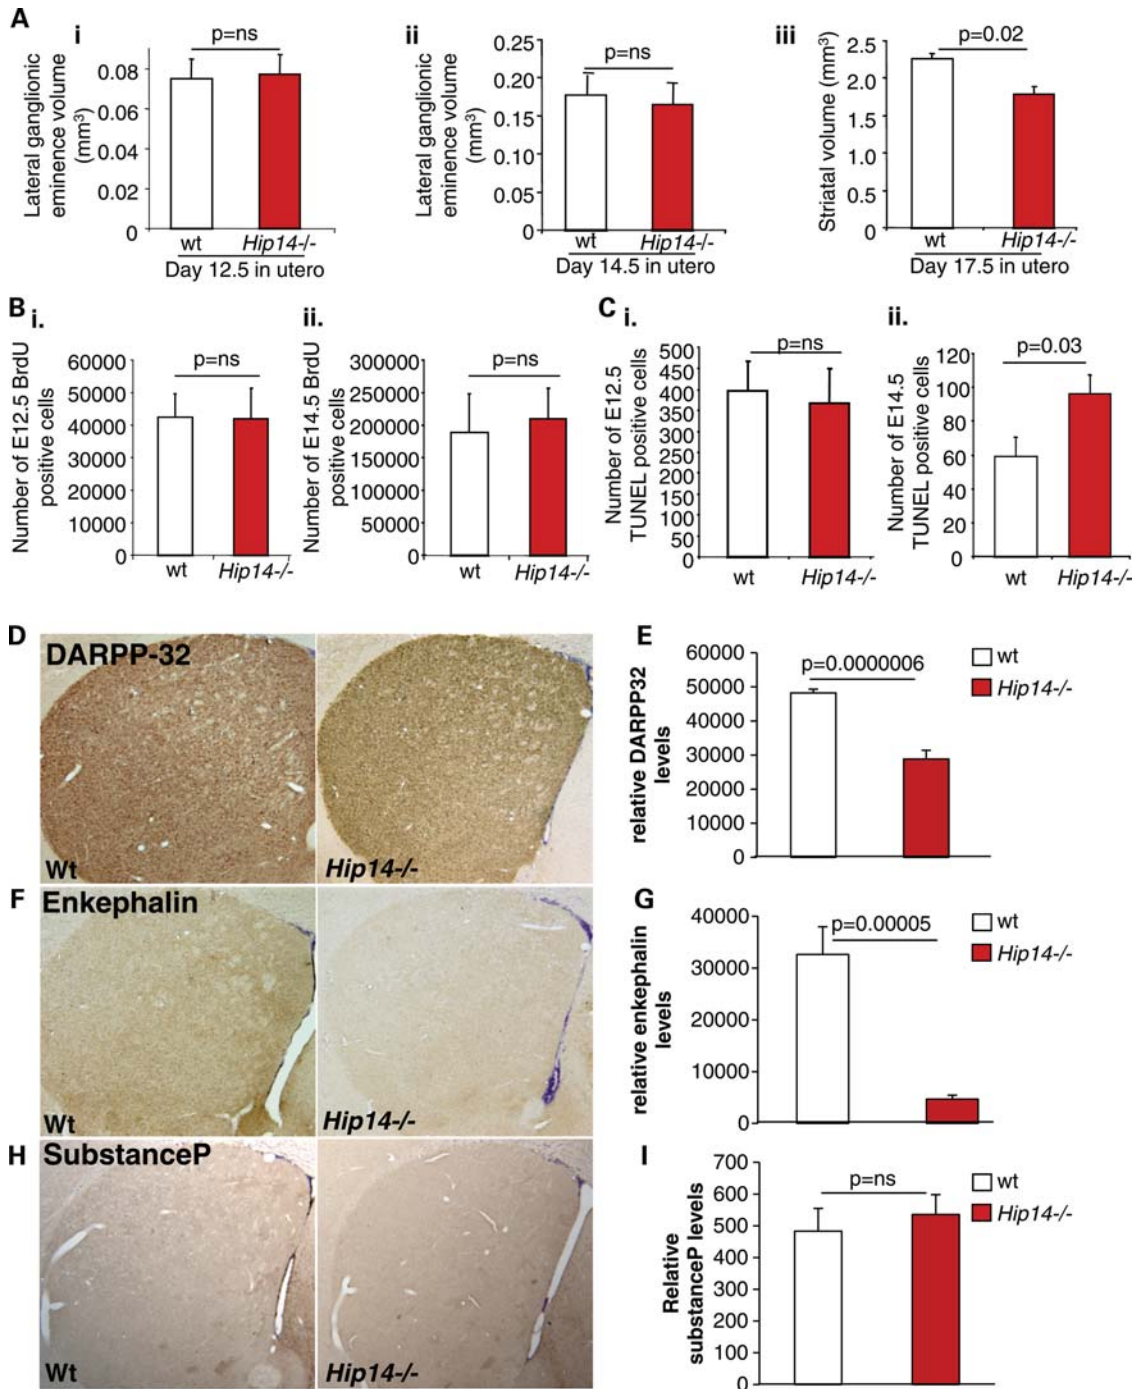 A
i
p=ns
Lateral ganglionic eminence volume (mm3)
0.08
0.06
0.04
0.02
0
wt
Hip14-/-
Day 12.5 in utero
ii
p=ns
Lateral ganglionic eminence volume (mm3)
0.25
0.20
0.15
0.10
0.05
0
wt
Hip14-/-
Day 14.5 in utero
iii
p=0.02
Striatal volume (mm3)
2.5
2.0
1.5
1.0
0.5
0
wt
Hip14-/-
Day 17.5 in utero
B
i.
p=ns
Number of E12.5 BrdU positive cells
60000
50000
40000
30000
20000
10000
0
wt
Hip14-/-
ii.
p=ns
Number of E14.5 BrdU positive cells
300000
250000
200000
150000
100000
50000
0
wt
Hip14-/-
C
i.
p=ns
Number of E12.5 TUNEL positive cells
500
450
400
350
300
250
200
150
100
50
0
wt
Hip14-/-
ii.
p=0.03
Number of E14.5 TUNEL positive cells
120
100
80
60
40
20
0
wt
Hip14-/-
D
DARPP-32
Wt
Hip14-/-
E
p=0.0000006
relative DARPP32 levels
60000
50000
40000
30000
20000
10000
0
wt
Hip14-/-
F
Enkephalin
Wt
Hip14-/-
G
p=0.00005
relative enkephalin levels
40000
30000
20000
10000
0
wt
Hip14-/-
H
SubstanceP
Wt
Hip14-/-
I
p=ns
Relative substanceP levels
700
600
500
400
300
200
100
0
wt
Hip14-/-